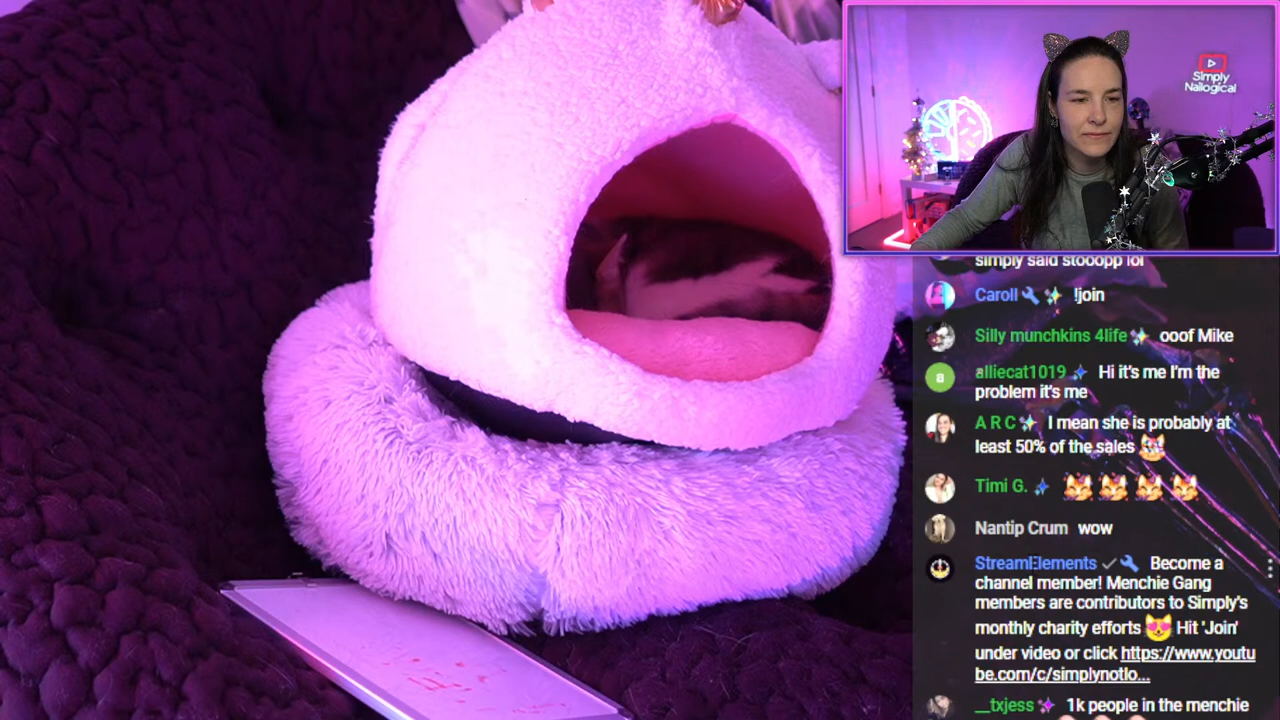 Simply
Nailogical
simply said stooopp lol
Caroll !join
Silly munchkins 4life ooof Mike
a
alliecat1019 Hi it's me I'm the
problem it's me
A R C I mean she is probably at
least 50% of the sales
Timi G.
Nantip Crum wow
StreamElements Become a
channel member! Menchie Gang
members are contributors to Simply's
monthly charity efforts Hit 'Join'
under video or click https://www.youtu
be.com/c/simplynotlo...
__txjess 1k people in the menchie